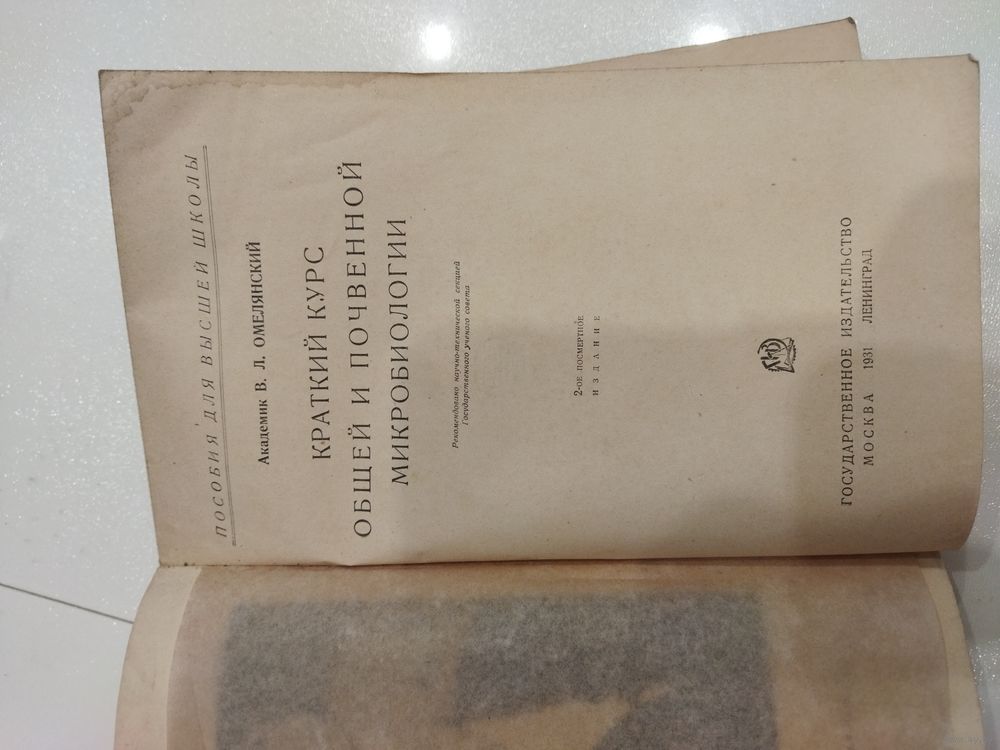 ПОСОБИЯ ДЛЯ ВЫСШЕЙ ШКОЛЫ
Академик В. Л. ОМЕЛЯНСКИЙ
КРАТКИЙ КУРС
ОБЩЕЙ И ПОЧВЕННОЙ
МИКРОБИОЛОГИИ
Рекомендовано научно-технической секцией
Государственного ученого совета
2-ОЕ ПОСМЕРТНОЕ
ИЗДАНИЕ
ГОСУДАРСТВЕННОЕ ИЗДАТЕЛЬСТВО
МОСКВА 1931 ЛЕНИНГРАД